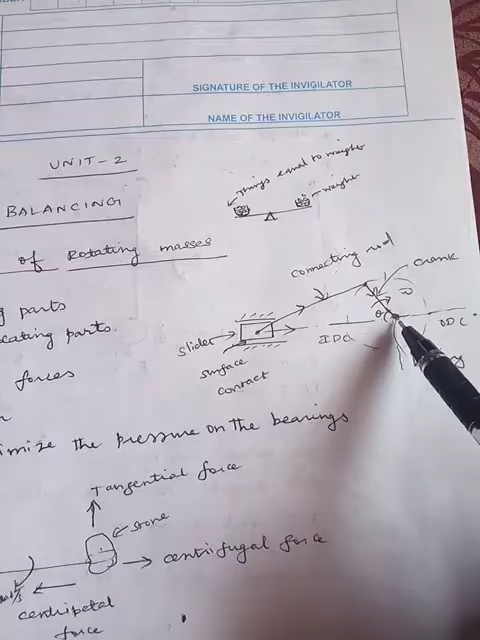 SIGNATURE OF THE INVIGILATOR
NAME OF THE INVIGILATOR
UNIT-2
BALANCING
Things equal to weight
weight
of Rotating masses
connecting rod
crank
slider
surface
contact
IDC
θ
ODC
g parts
cating parts
forces
imize the pressure on the bearings
Tangential force
stone
centrifugal force
centripetal
force